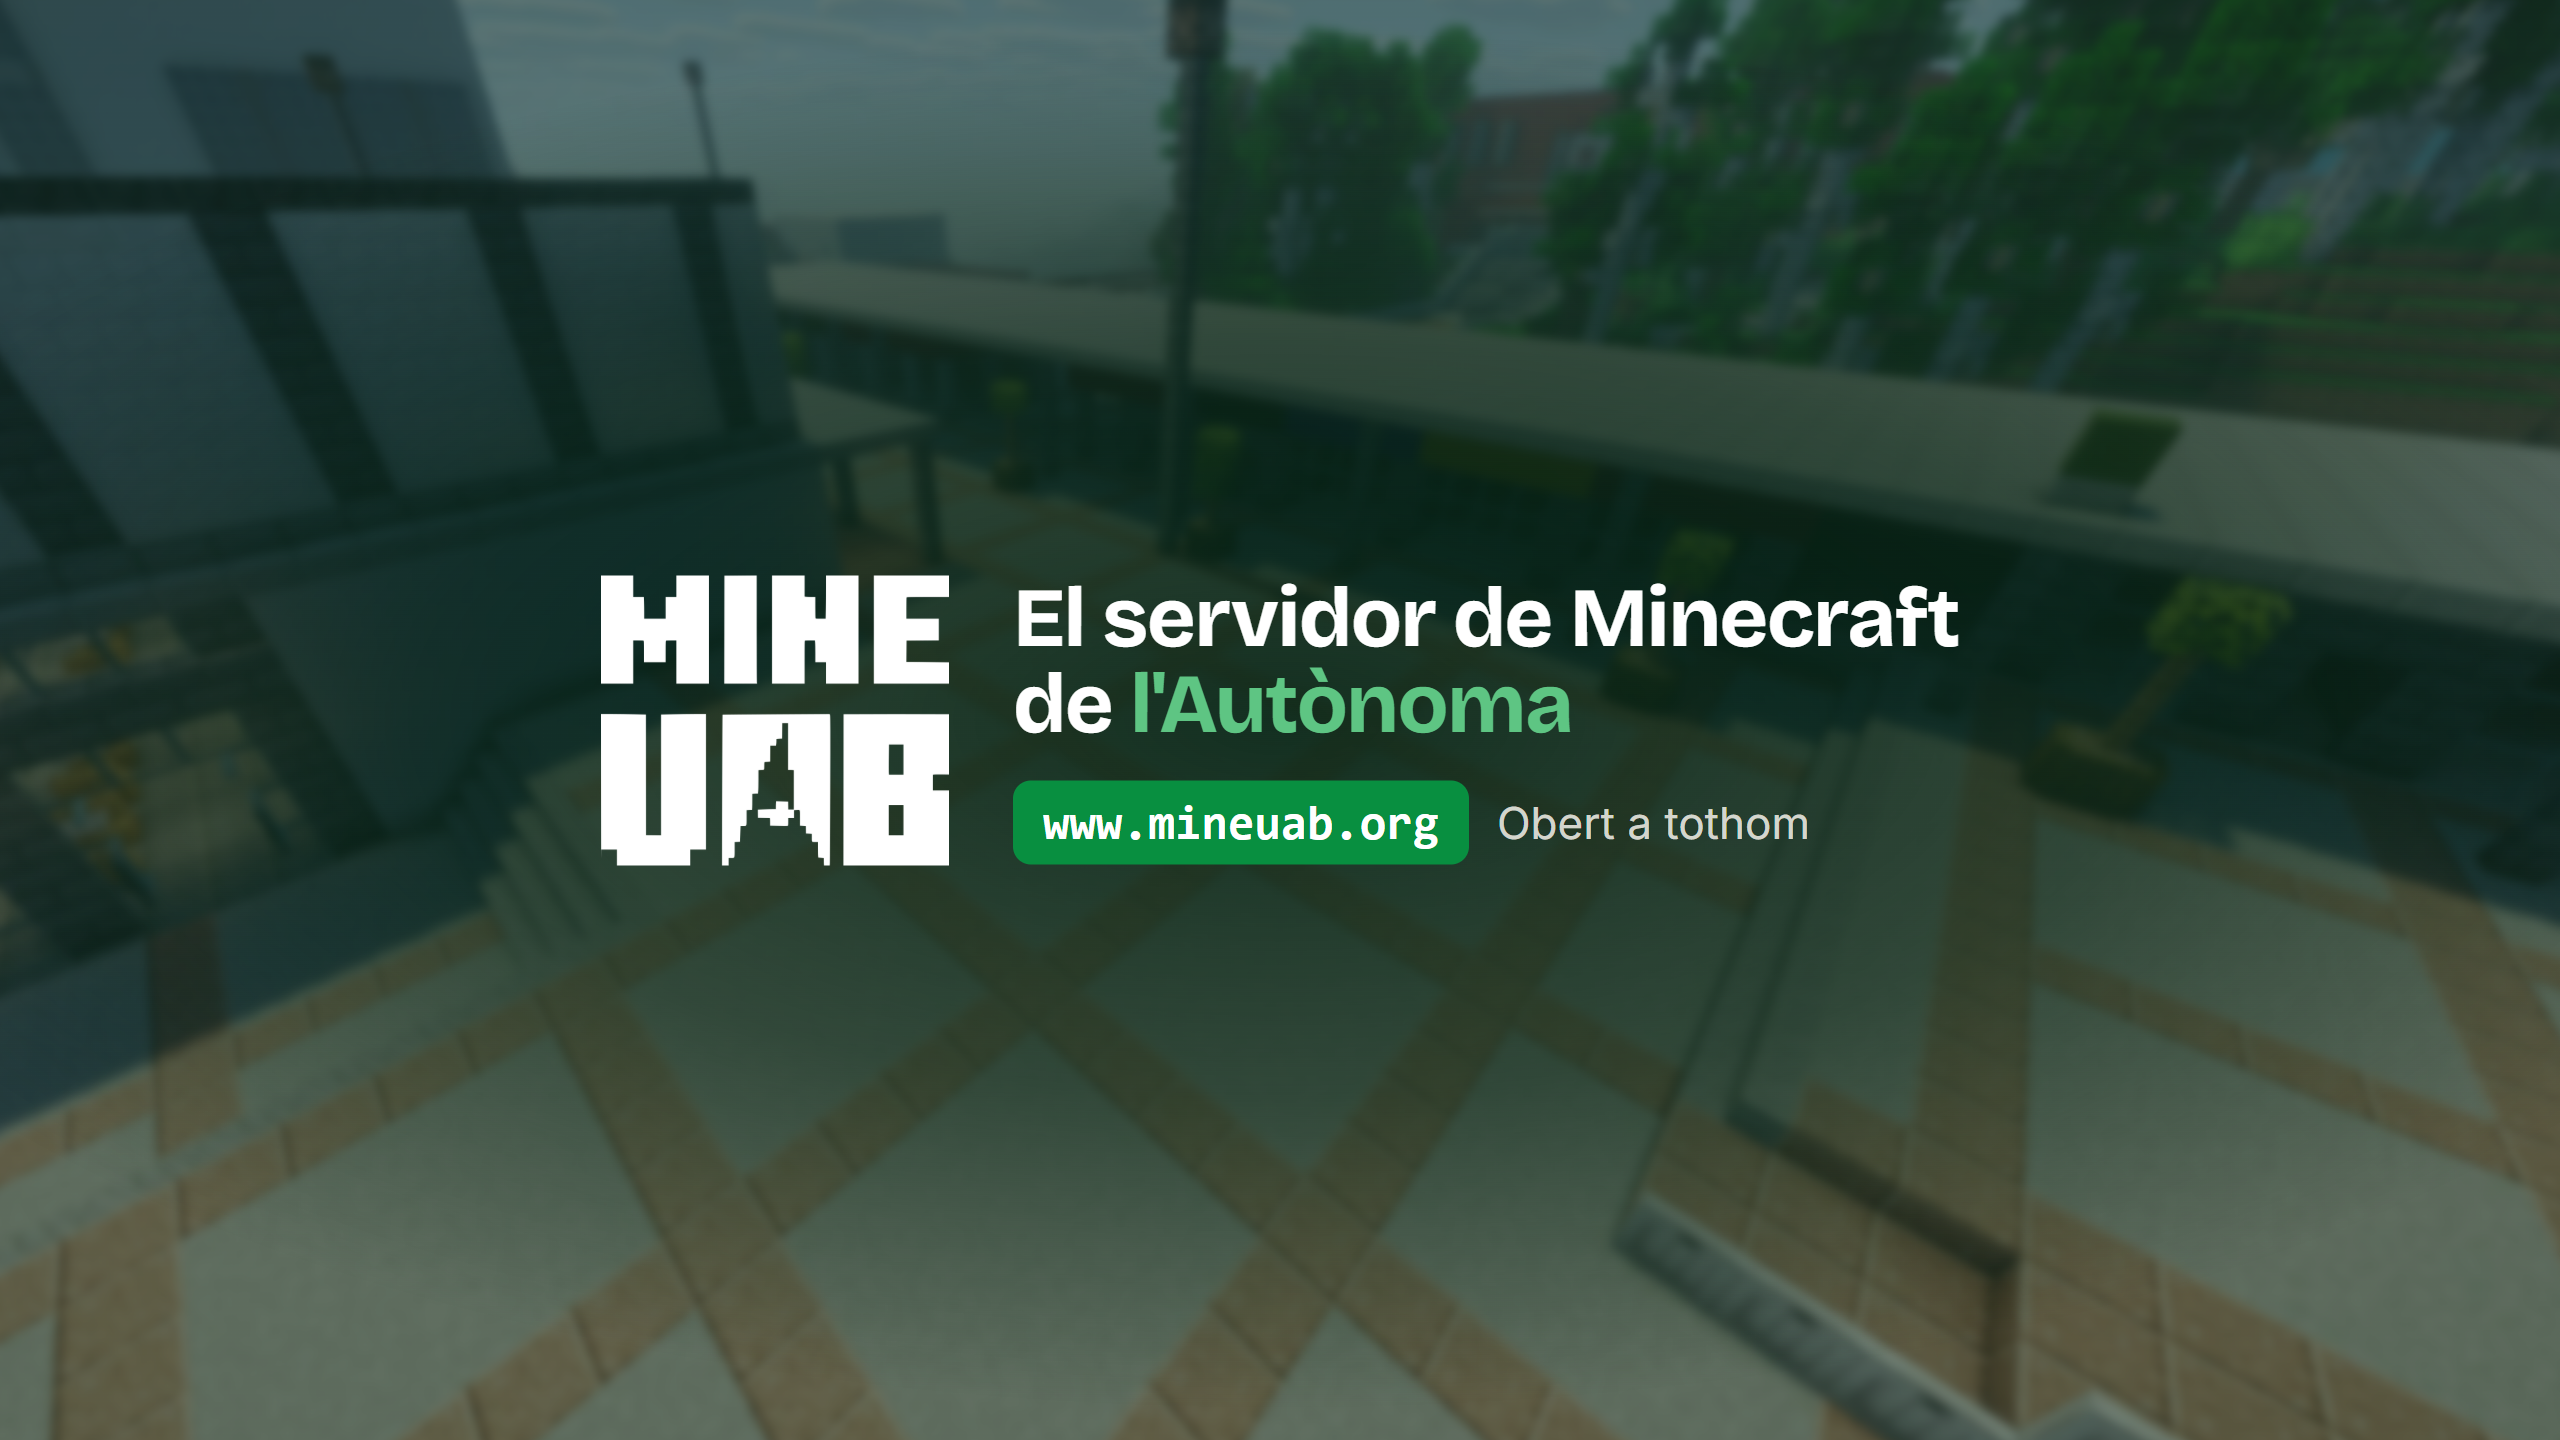 MINE
UAB
El servidor de Minecraft
de l'Autònoma
www.mineuab.org
Obert a tothom